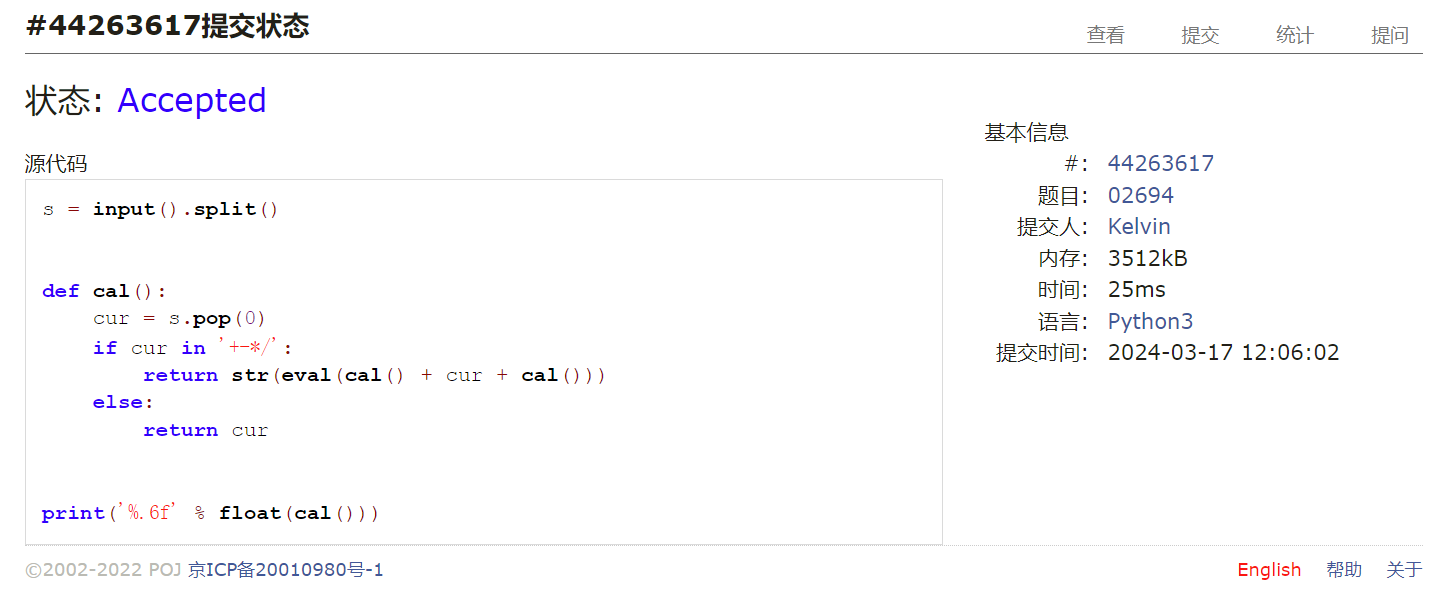 #44263617提交状态
查看 提交 统计 提问
状态: Accepted
源代码
s = input().split()
def cal():
    cur = s.pop(0)
    if cur in '+-*/':
        return str(eval(cal() + cur + cal()))
    else:
        return cur
print('%.6f' % float(cal()))
基本信息
#: 44263617
题目: 02694
提交人: Kelvin
内存: 3512kB
时间: 25ms
语言: Python3
提交时间: 2024-03-17 12:06:02
©2002-2022 POJ 京ICP备20010980号-1
English 帮助 关于